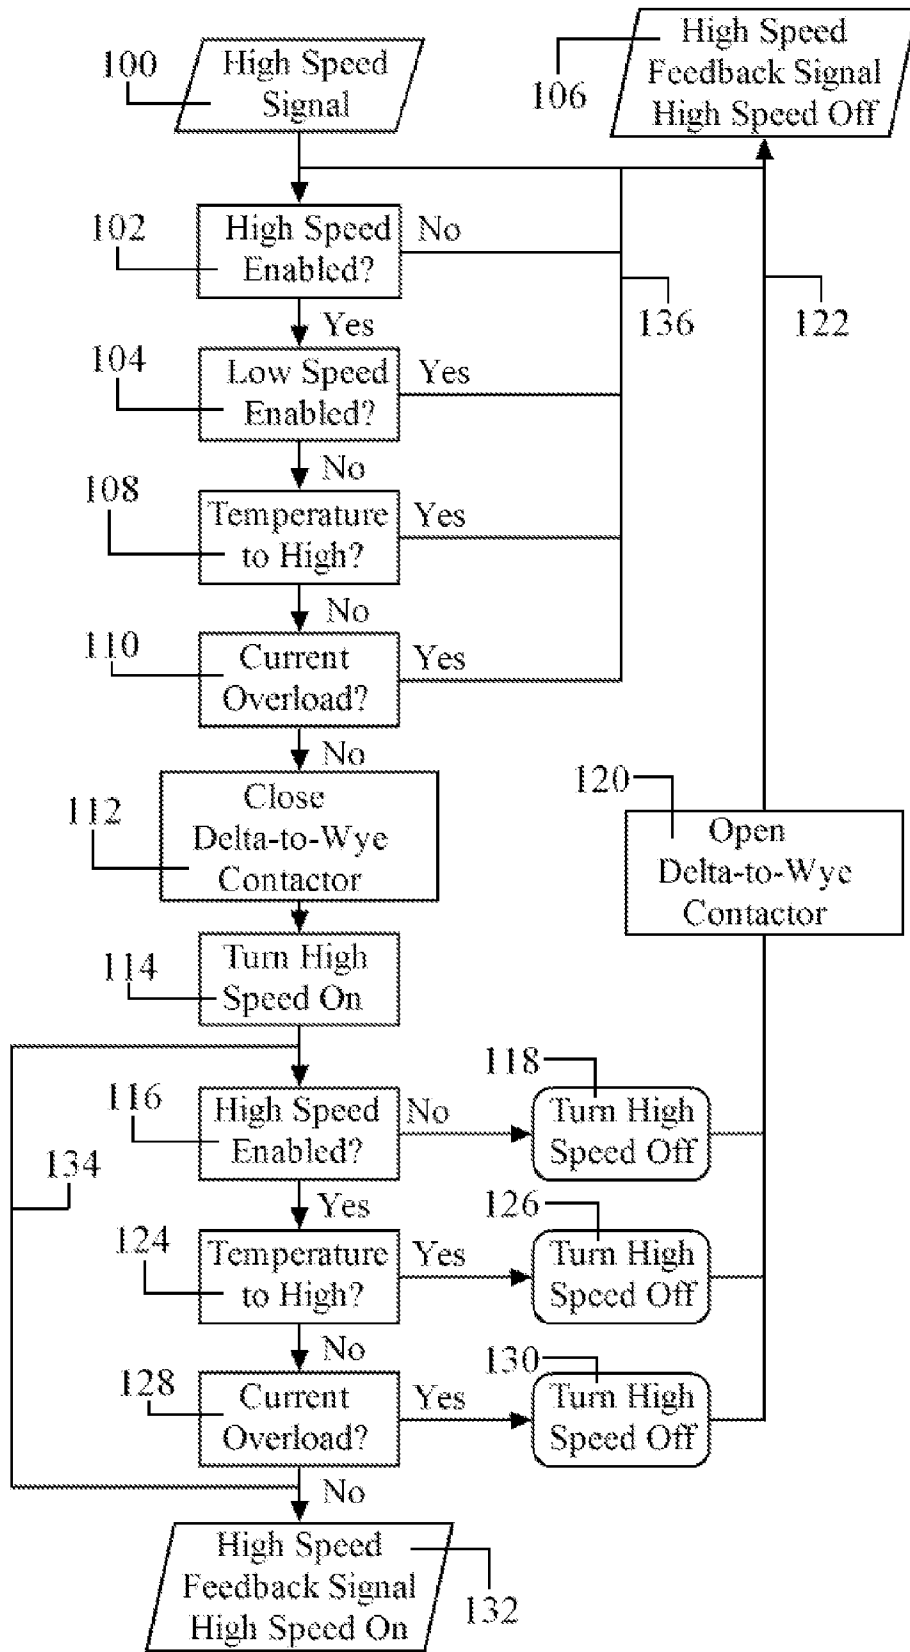 100
High Speed
Signal
106
High Speed
Feedback Signal
High Speed Off
102
High Speed
Enabled?
No
136
122
Yes
104
Low Speed
Enabled?
Yes
No
108
Temperature
to High?
Yes
No
110
Current
Overload?
Yes
No
112
Close
Delta-to-Wye
Contactor
120
Open
Delta-to-Wye
Contactor
114
Turn High
Speed On
116
High Speed
Enabled?
No
118
Turn High
Speed Off
134
Yes
124
Temperature
to High?
Yes
126
Turn High
Speed Off
No
128
Current
Overload?
Yes
130
Turn High
Speed Off
No
High Speed
Feedback Signal
High Speed On
132